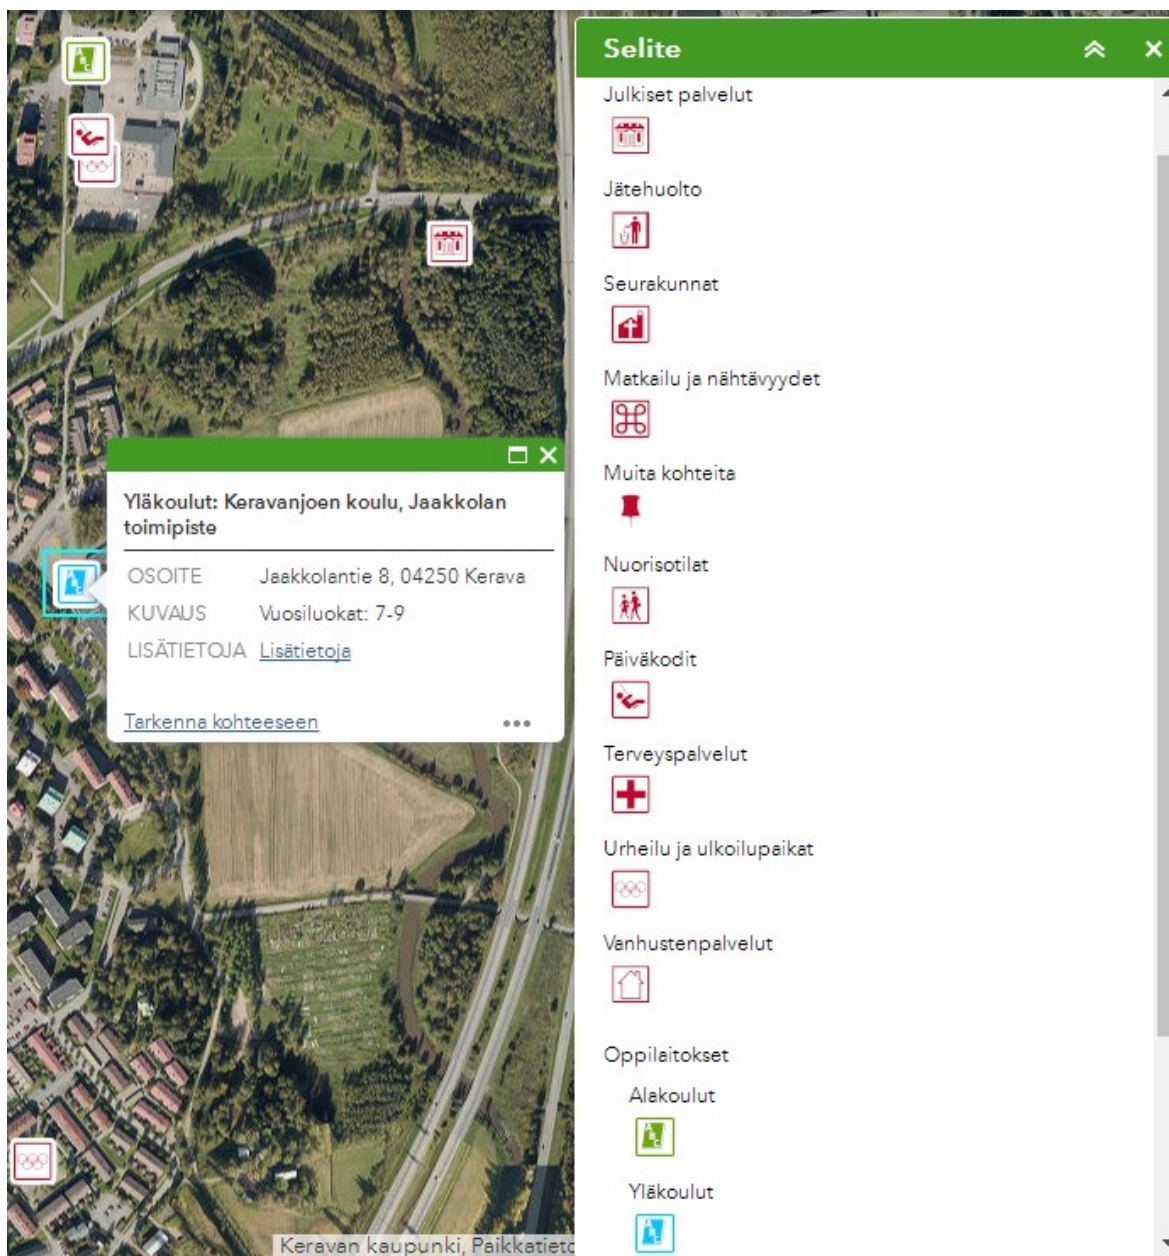 Selite
Julkiset palvelut
Jätehuolto
Seurakunnat
Matkailu ja nähtävyydet
Muita kohteita
Nuorisotilat
Päiväkodit
Terveyspalvelut
Urheilu ja ulkoilupaikat
Vanhustenpalvelut
Oppilaitokset
Alakoulut
Yläkoulut
Yläkoulut: Keravanjoen koulu, Jaakkolan
toimipiste
OSOITE Jaakkolantie 8, 04250 Kerava
KUVAUS Vuosiluokat: 7-9
LISÄTIETOJA Lisätietoja
Tarkenna kohteeseen
Keravan kaupunki, Paikkatieto